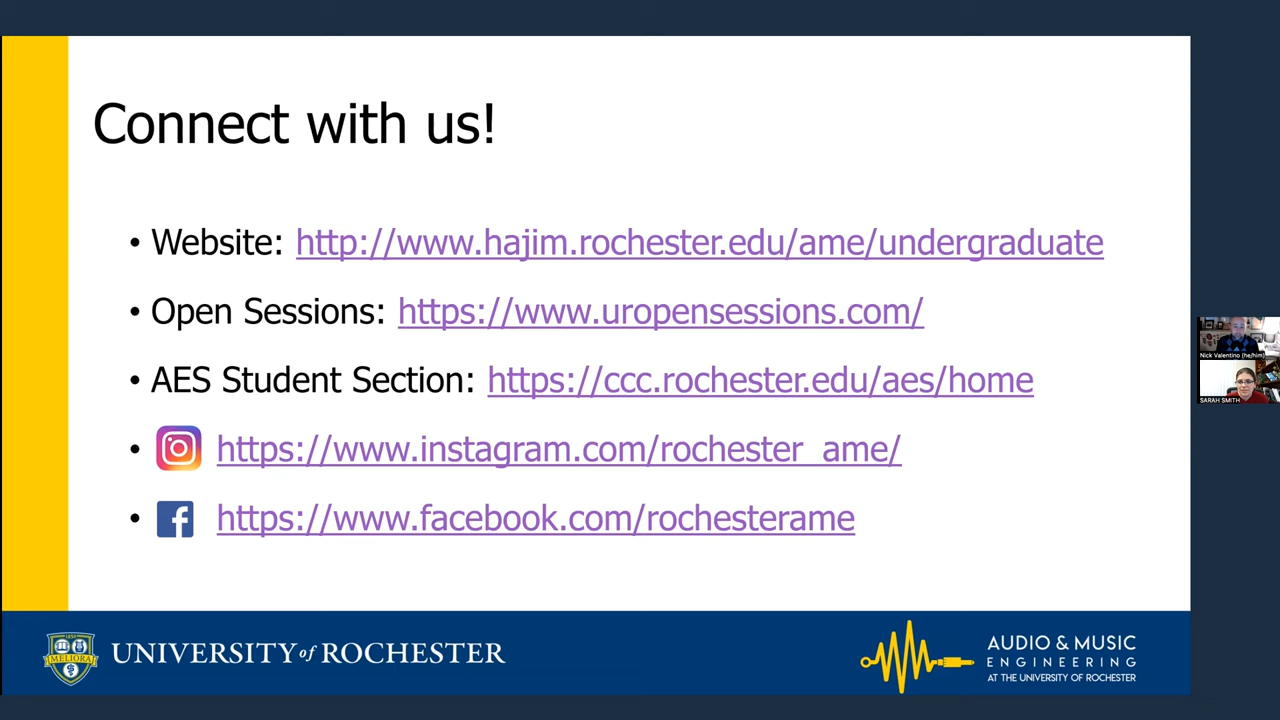 Connect with us!
• Website: http://www.hajim.rochester.edu/ame/undergraduate
• Open Sessions: https://www.uropensessions.com/
• AES Student Section: https://ccc.rochester.edu/aes/home
• https://www.instagram.com/rochester_ame/
• https://www.facebook.com/rochesterame
Nick Valentino (he/him)
SARAH SMITH
MELIORA
UNIVERSITY of ROCHESTER
AUDIO & MUSIC
ENGINEERING
AT THE UNIVERSITY OF ROCHESTER